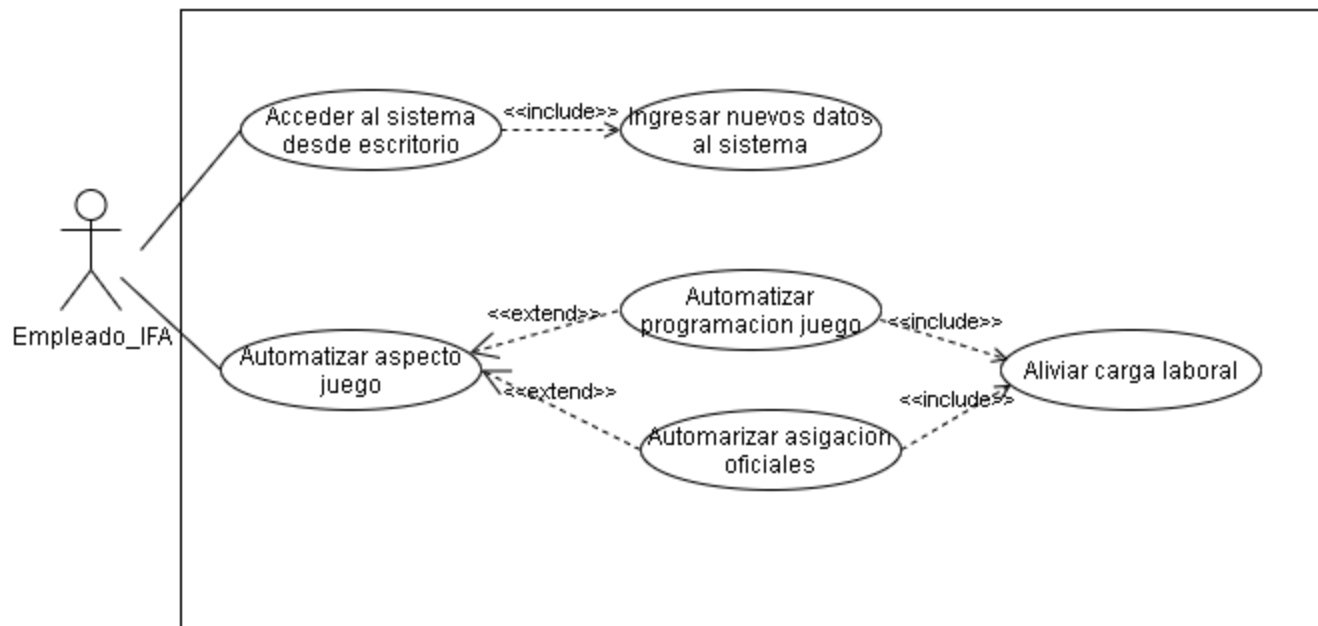 Acceder al sistema
desde escritorio
<<include>>
Ingresar nuevos datos
al sistema
Empleado_IFA
Automatizar aspecto
juego
<<extend>>
<<extend>>
Automatizar
programacion juego
Automarizar asigacion
oficiales
<<include>>
<<include>>
Aliviar carga laboral